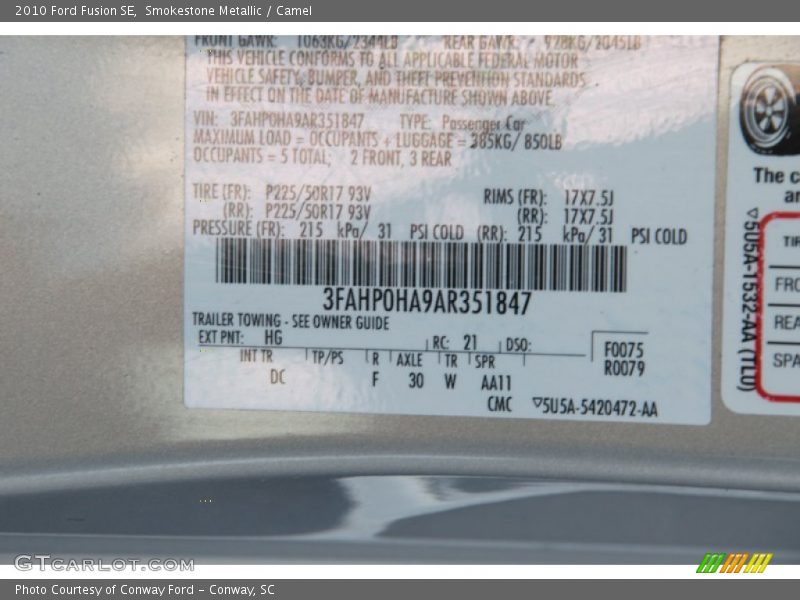 2010 Ford Fusion SE, Smokestone Metallic / Camel
FRONT GAWR: 1063KG/2344LB REAR GAWR: 928KG/2045LB
THIS VEHICLE CONFORMS TO ALL APPLICABLE FEDERAL MOTOR
VEHICLE SAFETY, BUMPER, AND THEFT PREVENTION STANDARDS
IN EFFECT ON THE DATE OF MANUFACTURE SHOWN ABOVE.
VIN: 3FAHP0HA9AR351847 TYPE: Passenger Car
MAXIMUM LOAD = OCCUPANTS + LUGGAGE = 385KG/ 850LB
OCCUPANTS = 5 TOTAL; 2 FRONT, 3 REAR
TIRE (FR): P225/50R17 93V RIMS (FR): 17X7.5J
(RR): P225/50R17 93V (RR): 17X7.5J
PRESSURE (FR): 215 kPa/ 31 PSI COLD (RR): 215 kPa/ 31 PSI COLD
3FAHP0HA9AR351847
TRAILER TOWING - SEE OWNER GUIDE
EXT PNT: HG RC: 21 DSO:
INT TR TP/PS R AXLE TR SPR
DC F 30 W AA11
F0075
R0079
CMC ▽5U5A-5420472-AA
The c
an
▽5U5A-1532-AA (TLO)
TIR
FRO
REA
SPA
GTCARLOT.COM
Photo Courtesy of Conway Ford – Conway, SC